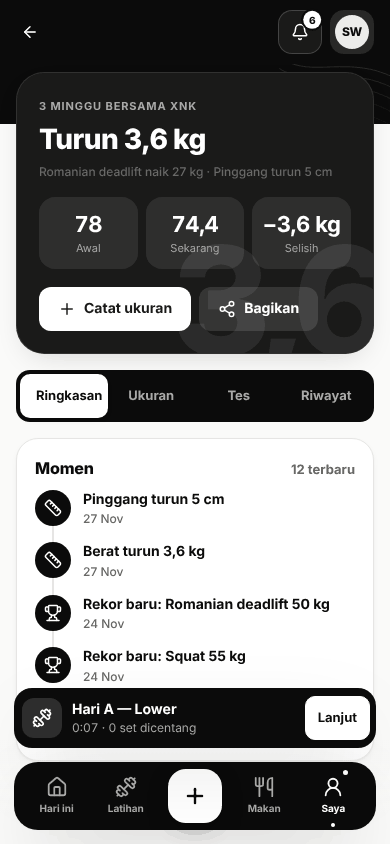 6
SW
3 MINGGU BERSAMA XNK
Turun 3,6 kg
Romanian deadlift naik 27 kg · Pinggang turun 5 cm
78
Awal
74,4
Sekarang
−3,6 kg
Selisih
3,6
Catat ukuran
Bagikan
Ringkasan
Ukuran
Tes
Riwayat
Momen
12 terbaru
Pinggang turun 5 cm
27 Nov
Berat turun 3,6 kg
27 Nov
Rekor baru: Romanian deadlift 50 kg
24 Nov
Rekor baru: Squat 55 kg
24 Nov
Hari A — Lower
0:07 · 0 set dicentang
Lanjut
Hari ini
Latihan
Makan
Saya